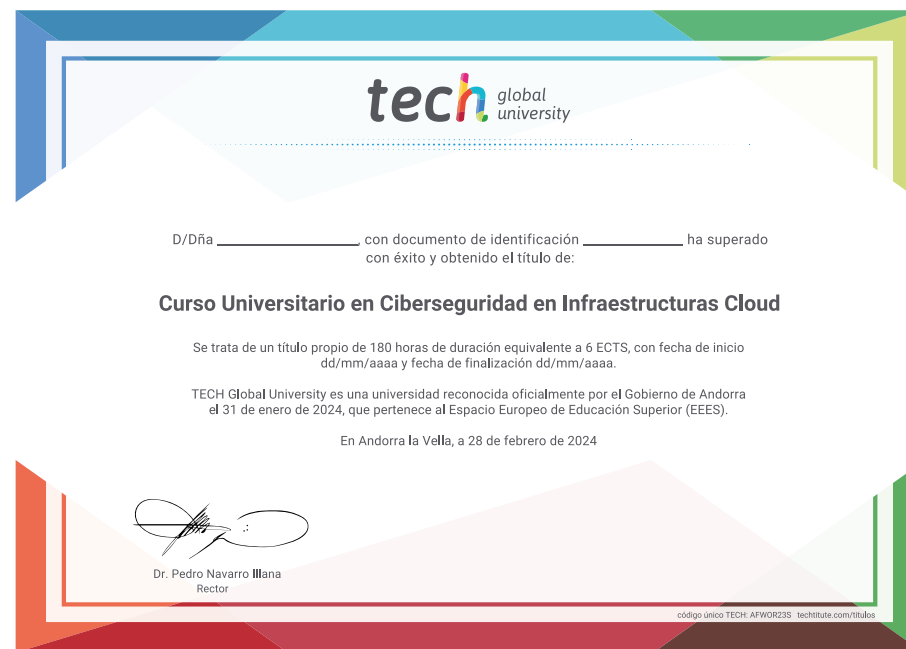 tech global
university
D/Dña ________________, con documento de identificación ____________ ha superado
con éxito y obtenido el título de:
Curso Universitario en Ciberseguridad en Infraestructuras Cloud
Se trata de un título propio de 180 horas de duración equivalente a 6 ECTS, con fecha de inicio
dd/mm/aaaa y fecha de finalización dd/mm/aaaa.
TECH Global University es una universidad reconocida oficialmente por el Gobierno de Andorra
el 31 de enero de 2024, que pertenece al Espacio Europeo de Educación Superior (EEES).
En Andorra la Vella, a 28 de febrero de 2024
Dr. Pedro Navarro Illana
Rector
código único TECH: AFWOR23S techtitute.com/titulos